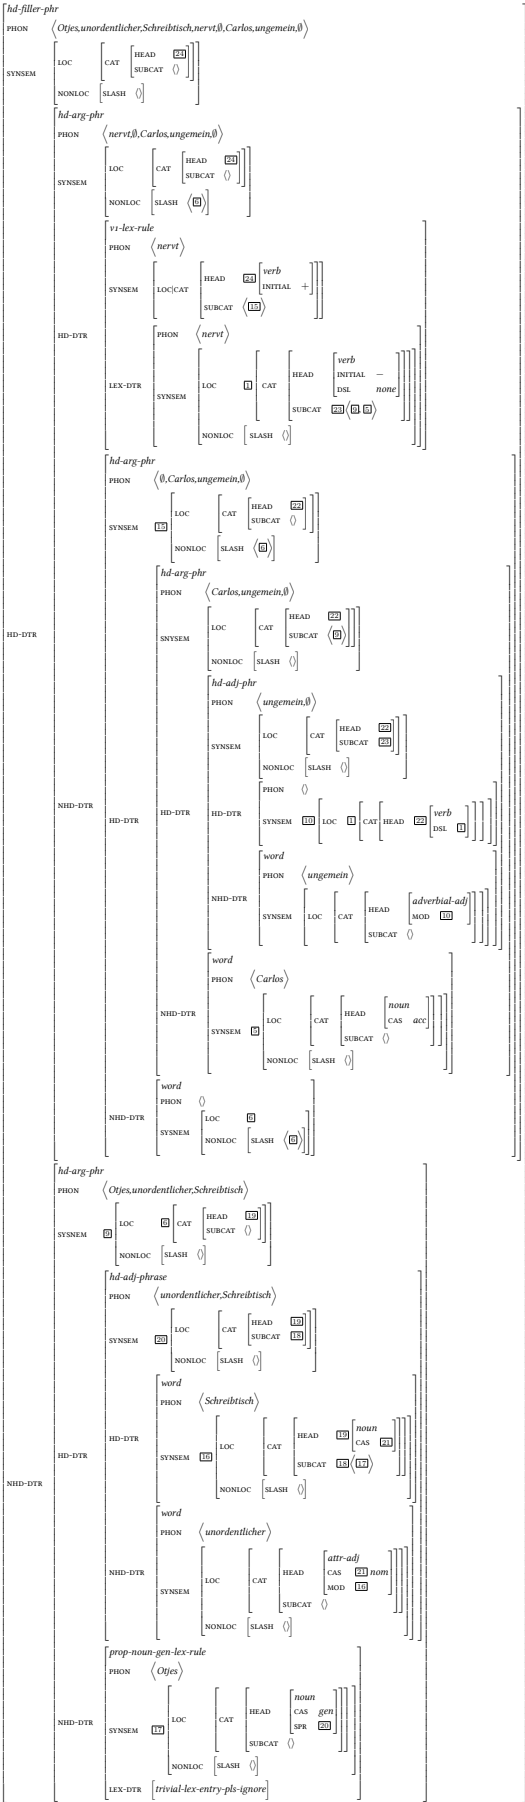 hd-filler-phr
PHON ⟨Otjes,unordentlicher,Schreibtisch,nervt,∅,Carlos,ungemein,∅⟩
HEAD 24
LOC CAT
SUBCAT ⟨⟩
SYNSEM
NONLOC SLASH ⟨⟩
hd-arg-phr
PHON ⟨nervt,∅,Carlos,ungemein,∅⟩
HEAD 24
LOC CAT
SUBCAT ⟨⟩
SYNSEM
NONLOC SLASH ⟨6⟩
v1-lex-rule
PHON ⟨nervt⟩
verb
HEAD 24
INITIAL +
SYNSEM LOC|CAT
SUBCAT ⟨15⟩
HD-DTR
PHON ⟨nervt⟩
verb
HEAD INITIAL −
DSL none
LOC 1 CAT
LEX-DTR SYNSEM
SUBCAT 23⟨9, 5⟩
NONLOC SLASH ⟨⟩
hd-arg-phr
PHON ⟨∅,Carlos,ungemein,∅⟩
HEAD 22
LOC CAT
SUBCAT ⟨⟩
SYNSEM 15
NONLOC SLASH ⟨6⟩
hd-arg-phr
PHON ⟨Carlos,ungemein,∅⟩
HEAD 22
LOC CAT
SUBCAT ⟨9⟩
SNYSEM
HD-DTR
NONLOC SLASH ⟨⟩
hd-adj-phr
PHON ⟨ungemein,∅⟩
HEAD 22
LOC CAT
SUBCAT 23
SYNSEM
NONLOC SLASH ⟨⟩
PHON ⟨⟩
NHD-DTR HD-DTR HD-DTR HD-DTR
verb
SYNSEM 10 LOC 1 CAT HEAD 22
DSL 1
word
PHON ⟨ungemein⟩
NHD-DTR
adverbial-adj
HEAD
MOD 10
SYNSEM LOC CAT
SUBCAT ⟨⟩
word
PHON ⟨Carlos⟩
noun
HEAD
CAS acc
NHD-DTR LOC CAT
SUBCAT ⟨⟩
SYNSEM 5
NONLOC SLASH ⟨⟩
word
PHON ⟨⟩
NHD-DTR LOC 6
SYSNEM
NONLOC SLASH ⟨6⟩
hd-arg-phr
PHON ⟨Otjes,unordentlicher,Schreibtisch⟩
HEAD 19
LOC 6 CAT
SUBCAT ⟨⟩
SYSNEM 9
NONLOC SLASH ⟨⟩
hd-adj-phrase
PHON ⟨unordentlicher,Schreibtisch⟩
HEAD 19
LOC CAT
SUBCAT 18
SYNSEM 20
NONLOC SLASH ⟨⟩
word
PHON ⟨Schreibtisch⟩
noun
HEAD 19
CAS 21
HD-DTR LOC CAT
SUBCAT 18⟨17⟩
SYNSEM 16
HD-DTR
NHD-DTR
NONLOC SLASH ⟨⟩
word
PHON ⟨unordentlicher⟩
attr-adj
HEAD CAS 21 nom
MOD 16
NHD-DTR LOC CAT
SYNSEM
SUBCAT ⟨⟩
NONLOC SLASH ⟨⟩
prop-noun-gen-lex-rule
PHON ⟨Otjes⟩
noun
HEAD CAS gen
SPR 20
NHD-DTR LOC CAT
SYNSEM 17
SUBCAT ⟨⟩
NONLOC SLASH ⟨⟩
LEX-DTR [trivial-lex-entry-pls-ignore]